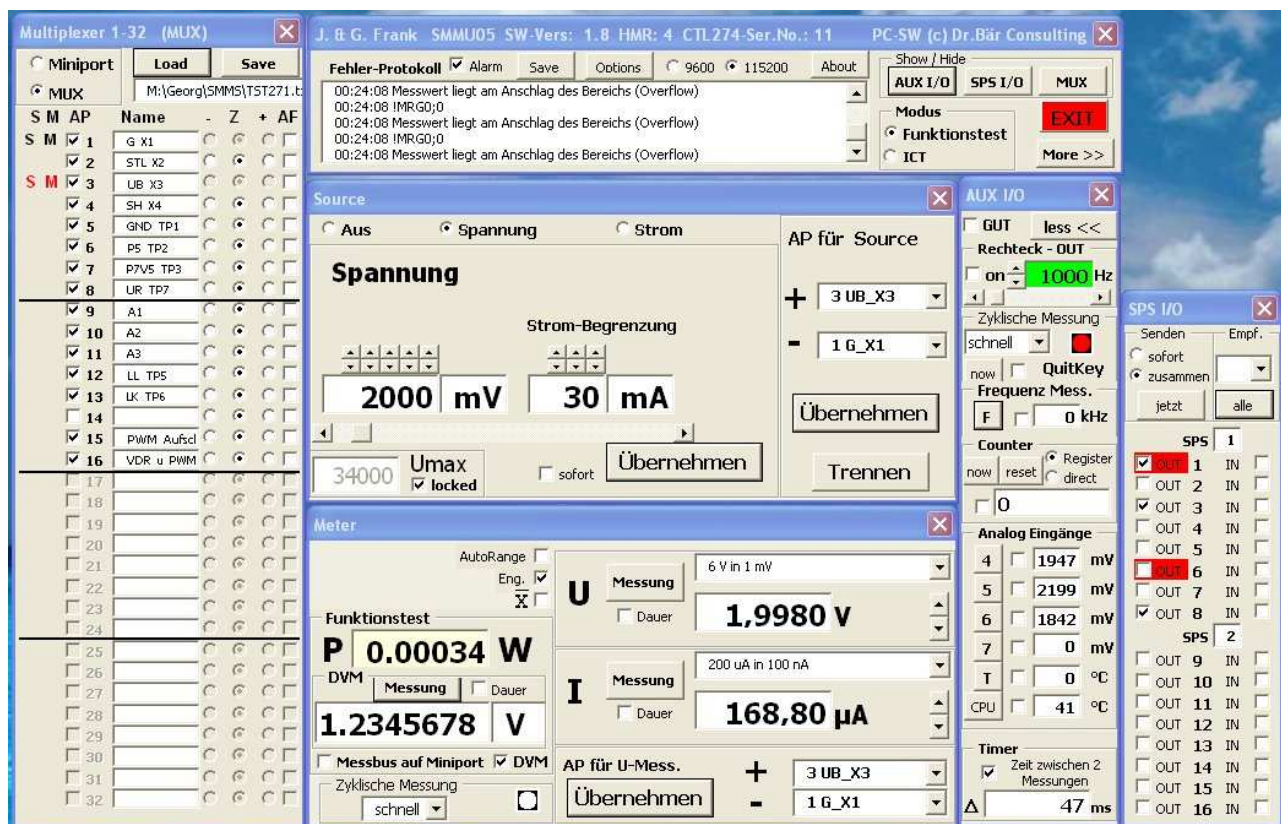 Multiplexer 1-32 (MUX)
Miniport
Load
Save
MUX
M:\Georg\SMMS\TST271.t
S M AP Name - Z + AF
S M 1 G X1
2 STL X2
S M 3 UB X3
4 SH X4
5 GND TP1
6 P5 TP2
7 P7V5 TP3
8 UR TP7
9 A1
10 A2
11 A3
12 LL TP5
13 LK TP6
14
15 PWM Aufscl
16 VDR u PWM
17
18
19
20
21
22
23
24
25
26
27
28
29
30
31
32
J. & G. Frank SMMU05 SW-Vers: 1.8 HMR: 4 CTL274-Ser.No.: 11 PC-SW (c) Dr.Bär Consulting
Fehler-Protokoll Alarm Save Options 9600 115200 About
00:24:08 Messwert liegt am Anschlag des Bereichs (Overflow)
00:24:08 !MRG0;0
00:24:08 Messwert liegt am Anschlag des Bereichs (Overflow)
00:24:08 !MRG0;0
00:24:08 Messwert liegt am Anschlag des Bereichs (Overflow)
Show / Hide
AUX I/O SPS I/O MUX
Modus
Funktionstest
ICT
EXIT
More >>
Source
Aus Spannung Strom
Spannung
Strom-Begrenzung
2000 mV 30 mA
34000 Umax
locked
sofort
Übernehmen
AP für Source
+ 3 UB_X3
- 1 G_X1
Übernehmen
Trennen
Meter
AutoRange
Eng.
X
Funktionstest
P 0.00034 W
DVM
Messung Dauer
1.2345678 V
Messbus auf Miniport DVM
Zyklische Messung
schnell
U Messung
Dauer
6 V in 1 mV
1,9980 V
I Messung
Dauer
200 uA in 100 nA
168,80 µA
AP für U-Mess.
Übernehmen
+ 3 UB_X3
- 1 G_X1
AUX I/O
GUT less <<
Rechteck - OUT
on 1000 Hz
Zyklische Messung
schnell
now QuitKey
Frequenz Mess.
F 0 kHz
Counter
now reset Register
direct
0
Analog Eingänge
4 1947 mV
5 2199 mV
6 1842 mV
7 0 mV
T 0 ºC
CPU 41 ºC
Timer
Zeit zwischen 2
Messungen
Δ 47 ms
SPS I/O
Senden Empf.
sofort
zusammen
jetzt alle
SPS 1
OUT 1 IN
OUT 2 IN
OUT 3 IN
OUT 4 IN
OUT 5 IN
OUT 6 IN
OUT 7 IN
OUT 8 IN
SPS 2
OUT 9 IN
OUT 10 IN
OUT 11 IN
OUT 12 IN
OUT 13 IN
OUT 14 IN
OUT 15 IN
OUT 16 IN